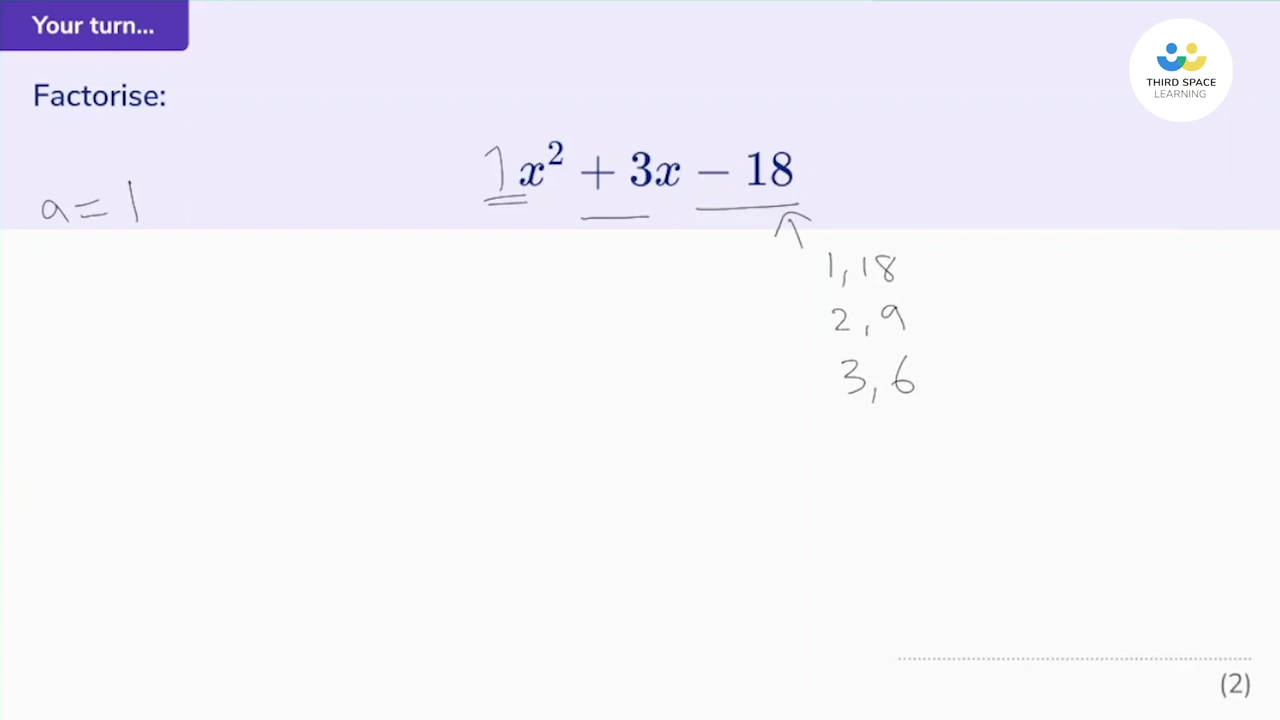 Your turn...
THIRD SPACE
LEARNING
Factorise:
1x² + 3x − 18
a = 1
1, 18
2, 9
3, 6
(2)